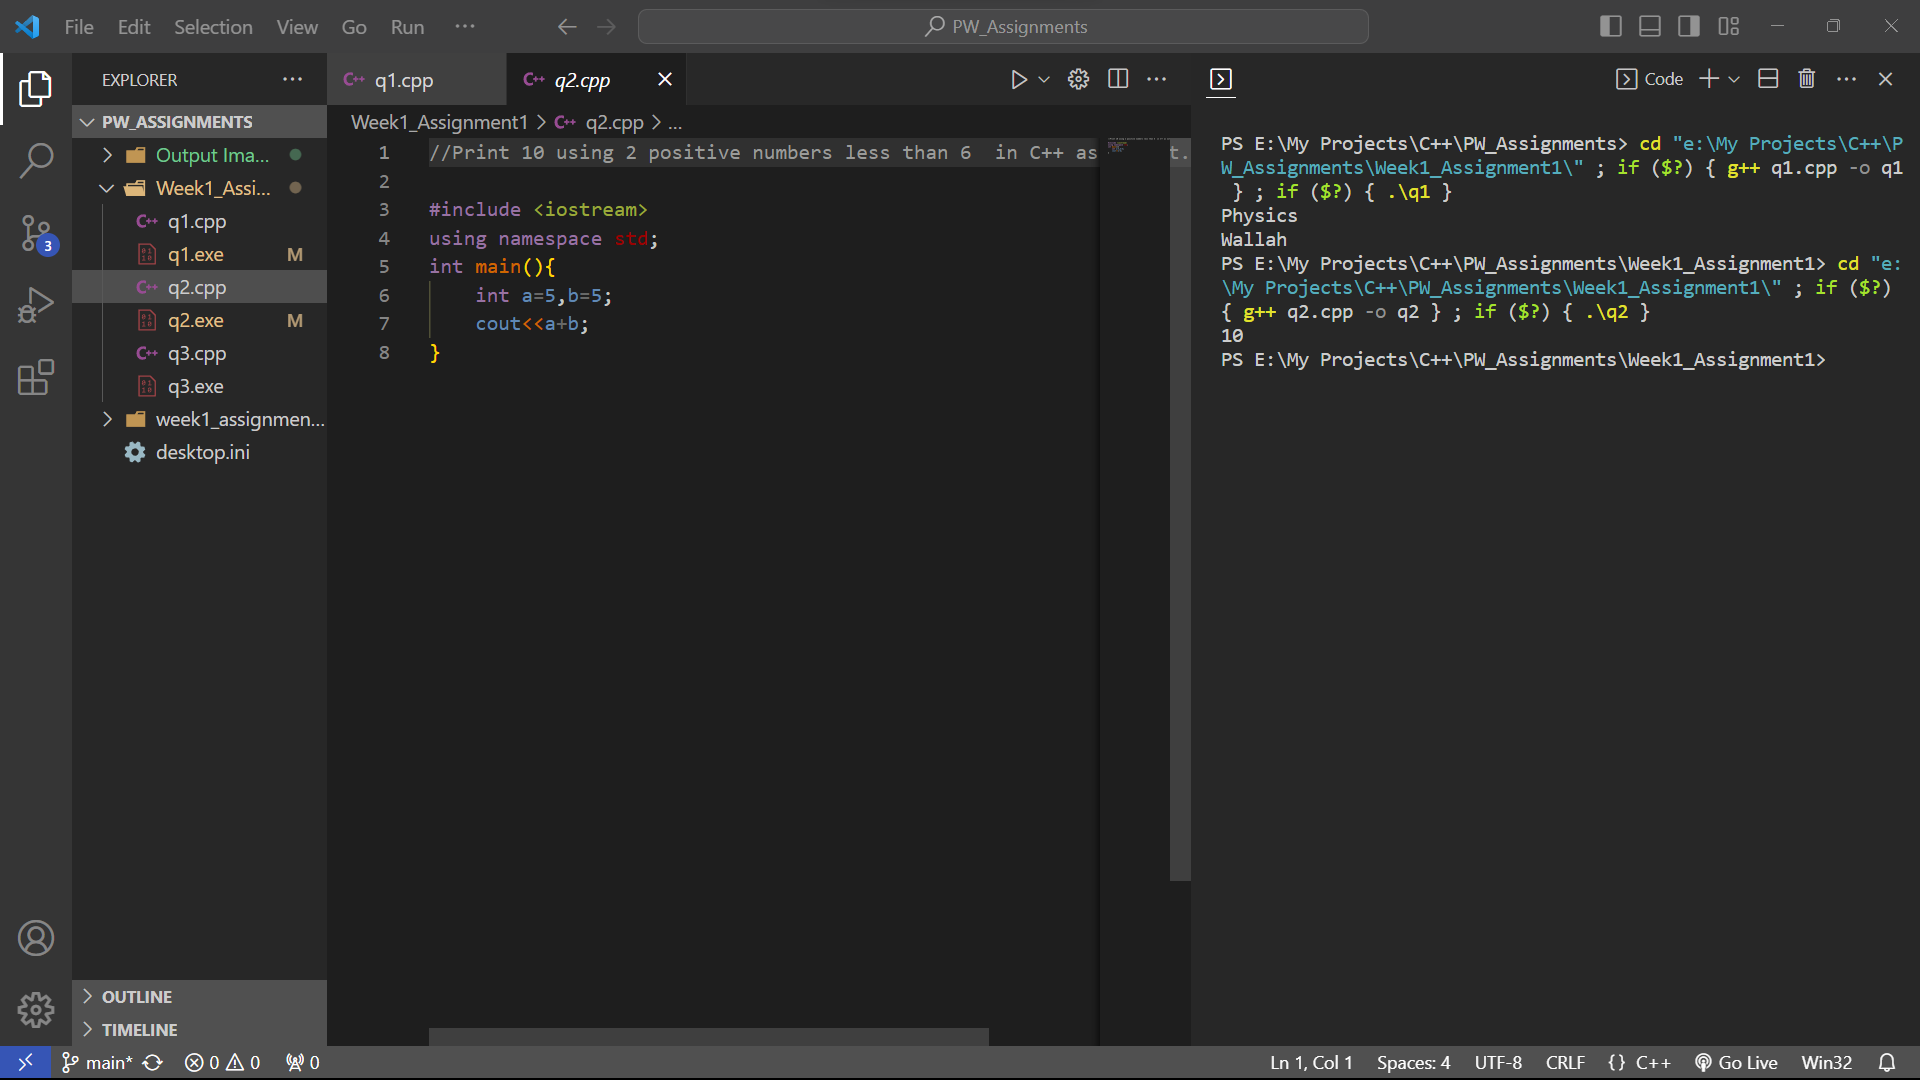 File Edit Selection View Go Run ··· PW_Assignments
EXPLORER ···
PW_ASSIGNMENTS
Output Ima...
Week1_Assi...
q1.cpp
q1.exe M
q2.cpp
q2.exe M
q3.cpp
q3.exe
week1_assignmen...
desktop.ini
OUTLINE
TIMELINE
q1.cpp q2.cpp
Week1_Assignment1 > q2.cpp > ...
1 //Print 10 using 2 positive numbers less than 6  in C++ as t.
2
3 #include <iostream>
4 using namespace std;
5 int main(){
6     int a=5,b=5;
7     cout<<a+b;
8 }
Code
PS E:\My Projects\C++\PW_Assignments> cd "e:\My Projects\C++\P
W_Assignments\Week1_Assignment1\" ; if ($?) { g++ q1.cpp -o q1
 } ; if ($?) { .\q1 }
Physics
Wallah
PS E:\My Projects\C++\PW_Assignments\Week1_Assignment1> cd "e:
\My Projects\C++\PW_Assignments\Week1_Assignment1\" ; if ($?)
{ g++ q2.cpp -o q2 } ; if ($?) { .\q2 }
10
PS E:\My Projects\C++\PW_Assignments\Week1_Assignment1>
3
main* 0 0 0 Ln 1, Col 1 Spaces: 4 UTF-8 CRLF {} C++ Go Live Win32